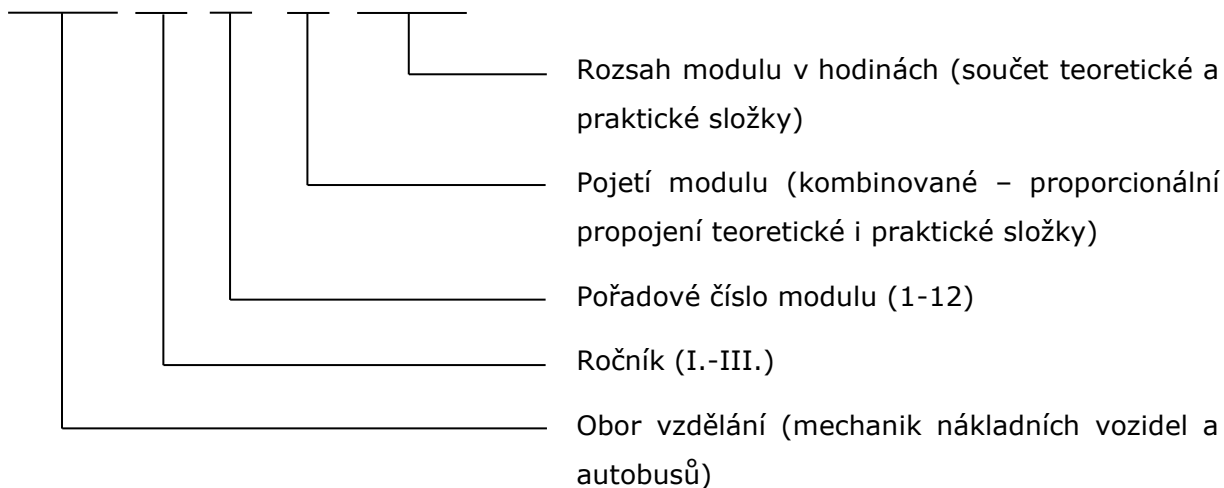 Rozsah modulu v hodinách (součet teoretické a
praktické složky)
Pojetí modulu (kombinované – proporcionální
propojení teoretické i praktické složky)
Pořadové číslo modulu (1-12)
Ročník (I.-III.)
Obor vzdělání (mechanik nákladních vozidel a
autobusů)